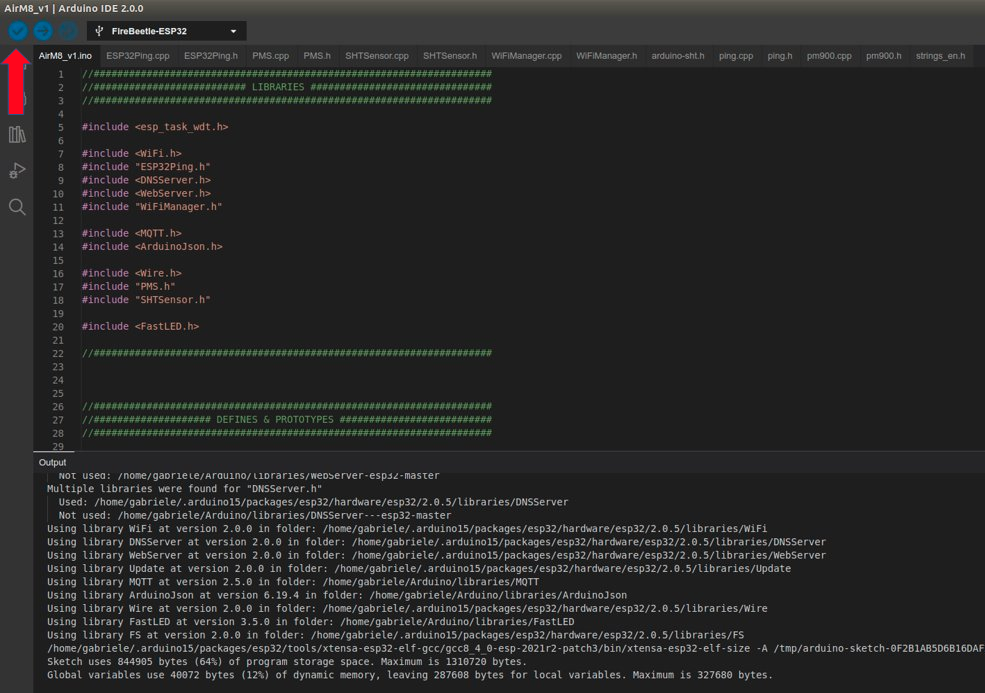 AirM8_v1 | Arduino IDE 2.0.0
FireBeetle-ESP32
AirM8_v1.ino ESP32Ping.cpp ESP32Ping.h PMS.cpp PMS.h SHTSensor.cpp SHTSensor.h WiFiManager.cpp WiFiManager.h arduino-sht.h ping.cpp ping.h pm900.cpp pm900.h strings_en.h
1 //######################################################################
2 //########################## LIBRARIES ###############################
3 //######################################################################
4
5 #include <esp_task_wdt.h>
6
7 #include <WiFi.h>
8 #include "ESP32Ping.h"
9 #include <DNSServer.h>
10 #include <WebServer.h>
11 #include "WiFiManager.h"
12
13 #include <MQTT.h>
14 #include <ArduinoJson.h>
15
16 #include <Wire.h>
17 #include "PMS.h"
18 #include "SHTSensor.h"
19
20 #include <FastLED.h>
21
22 //######################################################################
23
24
25
26 //######################################################################
27 //#################### DEFINES & PROTOTYPES ##########################
28 //######################################################################
29
Output
Not used: /home/gabriele/Arduino/libraries/WebServer-esp32-master
Multiple libraries were found for "DNSServer.h"
Used: /home/gabriele/.arduino15/packages/esp32/hardware/esp32/2.0.5/libraries/DNSServer
Not used: /home/gabriele/Arduino/libraries/DNSServer---esp32-master
Using library WiFi at version 2.0.0 in folder: /home/gabriele/.arduino15/packages/esp32/hardware/esp32/2.0.5/libraries/WiFi
Using library DNSServer at version 2.0.0 in folder: /home/gabriele/.arduino15/packages/esp32/hardware/esp32/2.0.5/libraries/DNSServer
Using library WebServer at version 2.0.0 in folder: /home/gabriele/.arduino15/packages/esp32/hardware/esp32/2.0.5/libraries/WebServer
Using library Update at version 2.0.0 in folder: /home/gabriele/.arduino15/packages/esp32/hardware/esp32/2.0.5/libraries/Update
Using library MQTT at version 2.5.0 in folder: /home/gabriele/Arduino/libraries/MQTT
Using library ArduinoJson at version 6.19.4 in folder: /home/gabriele/Arduino/libraries/ArduinoJson
Using library Wire at version 2.0.0 in folder: /home/gabriele/.arduino15/packages/esp32/hardware/esp32/2.0.5/libraries/Wire
Using library FastLED at version 3.5.0 in folder: /home/gabriele/Arduino/libraries/FastLED
Using library FS at version 2.0.0 in folder: /home/gabriele/.arduino15/packages/esp32/hardware/esp32/2.0.5/libraries/FS
/home/gabriele/.arduino15/packages/esp32/tools/xtensa-esp32-elf-gcc/gcc8_4_0-esp-2021r2-patch3/bin/xtensa-esp32-elf-size -A /tmp/arduino-sketch-0F2B1AB5D6B16DAF
Sketch uses 844905 bytes (64%) of program storage space. Maximum is 1310720 bytes.
Global variables use 40072 bytes (12%) of dynamic memory, leaving 287608 bytes for local variables. Maximum is 327680 bytes.